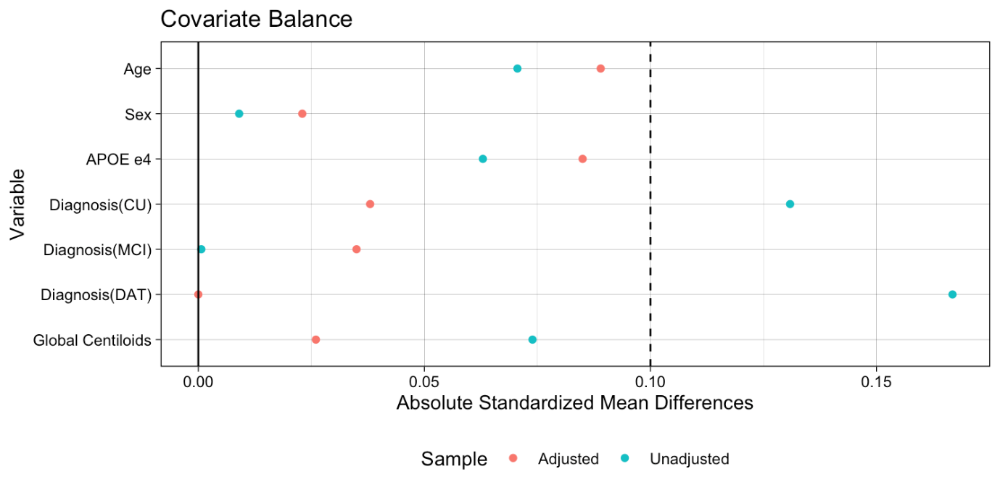 Covariate Balance
Variable
Age
Sex
APOE e4
Diagnosis(CU)
Diagnosis(MCI)
Diagnosis(DAT)
Global Centiloids
0.00 0.05 0.10 0.15
Absolute Standardized Mean Differences
Sample Adjusted Unadjusted